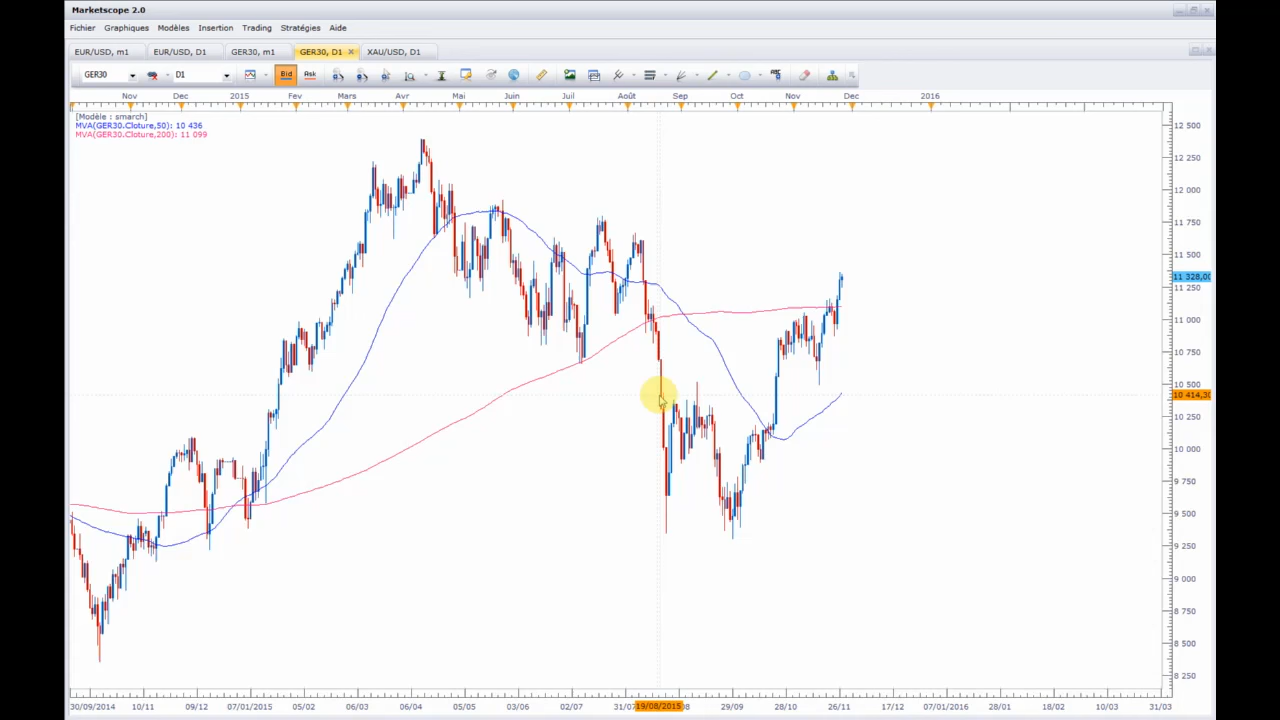 Marketscope 2.0
Fichier Graphiques Modèles Insertion Trading Stratégies Aide
EUR/USD, m1 EUR/USD, D1 GER30, m1 GER30, D1 XAU/USD, D1
GER30 D1 Bid Ask
Nov Dec 2015 Fev Mars Avr Mai Juin Juil Août Sep Oct Nov Dec 2016
[Modèle : smarch]
MVA(GER30.Cloture,50): 10 436
MVA(GER30.Cloture,200): 11 099
12 500
12 250
12 000
11 750
11 500
11 328,00
11 250
11 000
10 750
10 500
10 414,30
10 250
10 000
9 750
9 500
9 250
9 000
8 750
8 500
8 250
30/09/2014 10/11 09/12 07/01/2015 05/02 06/03 06/04 05/05 03/06 02/07 31/07 19/08/2015 29/09 28/10 26/11 17/12 07/01/2016 28/01 18/02 10/03 31/03